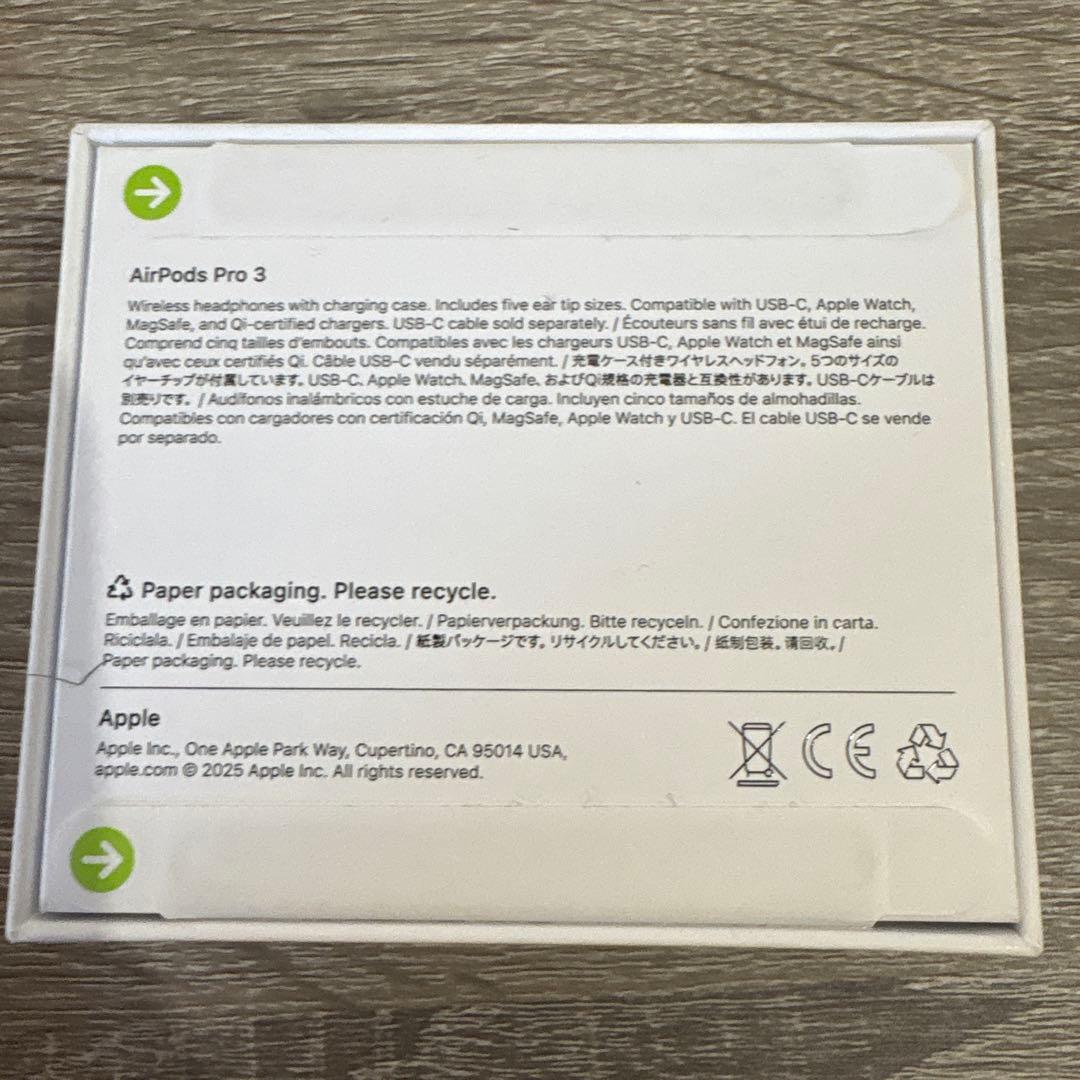 AirPods Pro 3
Wireless headphones with charging case. Includes five ear tip sizes. Compatible with USB-C, Apple Watch,
MagSafe, and Qi-certified chargers. USB-C cable sold separately. / Écouteurs sans fil avec étui de recharge.
Comprend cinq tailles d'embouts. Compatibles avec les chargeurs USB-C, Apple Watch et MagSafe ainsi
qu'avec ceux certifiés Qi. Câble USB-C vendu séparément. / 充電ケース付きワイヤレスヘッドフォン。5つのサイズの
イヤーチップが付属しています。USB-C、Apple Watch、MagSafe、およびQi規格の充電器と互換性があります。USB-Cケーブルは
別売りです。/ Audífonos inalámbricos con estuche de carga. Incluyen cinco tamaños de almohadillas.
Compatibles con cargadores con certificación Qi, MagSafe, Apple Watch y USB-C. El cable USB-C se vende
por separado.
Paper packaging. Please recycle.
Emballage en papier. Veuillez le recycler. / Papierverpackung. Bitte recyceln. / Confezione in carta.
Riciclala. / Embalaje de papel. Recicla. / 紙製パッケージです。リサイクルしてください。/ 纸制包装。请回收。/
Paper packaging. Please recycle.
Apple
Apple Inc., One Apple Park Way, Cupertino, CA 95014 USA,
apple.com © 2025 Apple Inc. All rights reserved.
CE